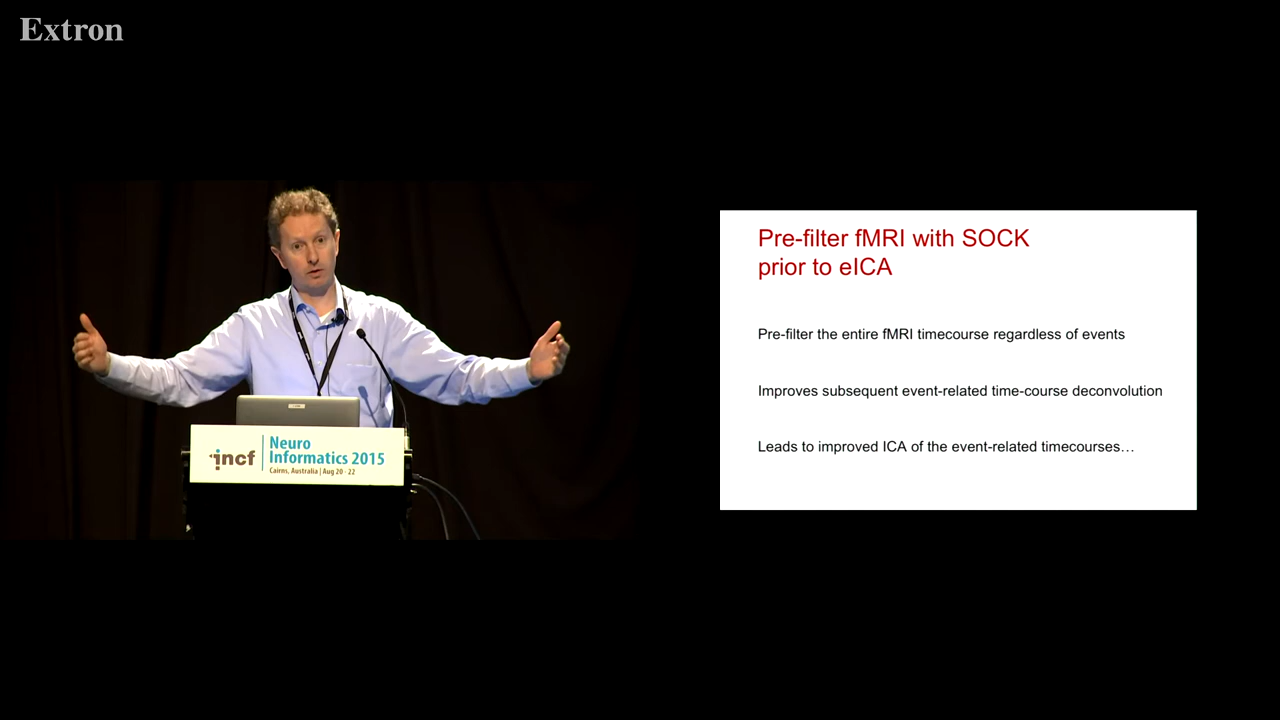 Extron
incf
Neuro
Informatics 2015
Cairns, Australia | Aug 20 - 22
Pre-filter fMRI with SOCK
prior to eICA
Pre-filter the entire fMRI timecourse regardless of events
Improves subsequent event-related time-course deconvolution
Leads to improved ICA of the event-related timecourses…